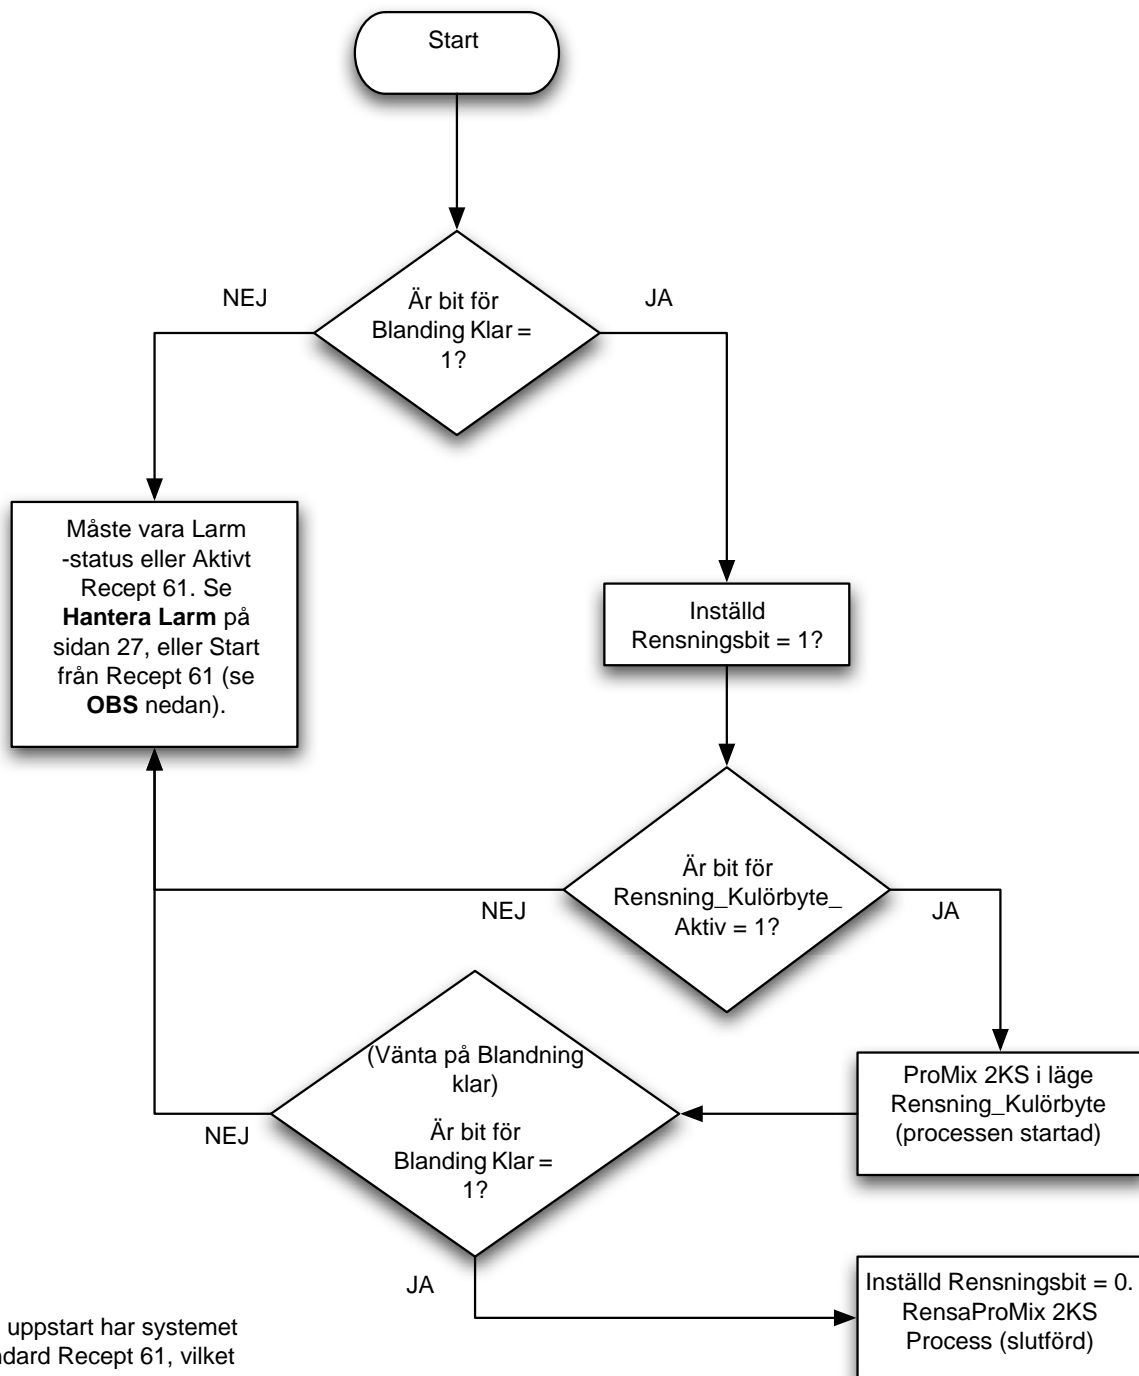 Start
NEJ
JA
Är bit för
Blanding Klar =
1?
Måste vara Larm
-status eller Aktivt
Recept 61. Se
Hantera Larm på
sidan 27, eller Start
från Recept 61 (se
OBS nedan).
Inställd
Rensningsbit = 1?
Är bit för
Rensning_Kulörbyte_
Aktiv = 1?
NEJ
JA
(Vänta på Blandning
klar)
Är bit för
Blanding Klar =
1?
NEJ
ProMix 2KS i läge
Rensning_Kulörbyte
(processen startad)
JA
Inställd Rensningsbit = 0.
RensaProMix 2KS
Process (slutförd)
uppstart har systemet
Recept 61, vilket